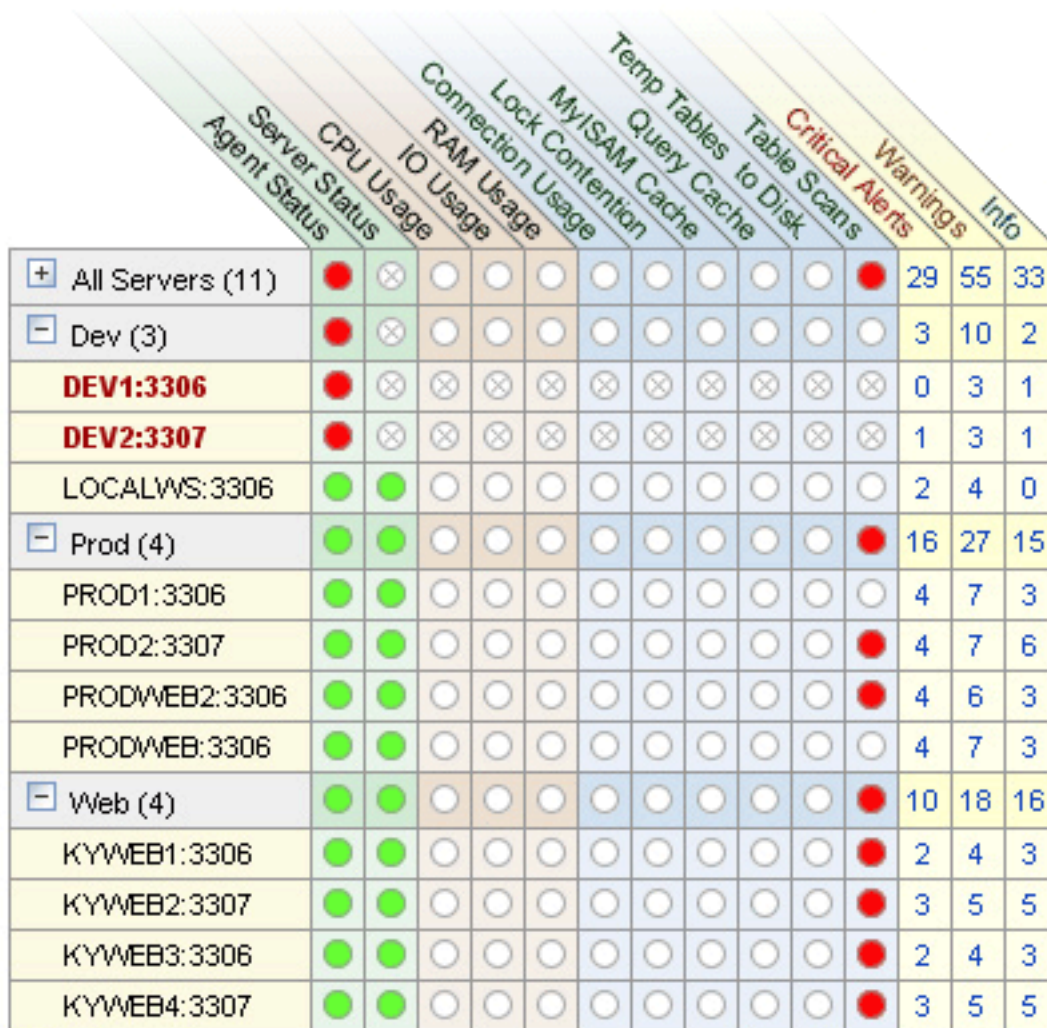 Agent Status
Server Status
CPU Usage
IO Usage
RAM Usage
Connection Usage
Lock Contention
MyISAM Cache
Query Cache
Temp Tables to Disk
Table Scans
Critical Alerts
Warnings
Info
All Servers (11) 29 55 33
Dev (3) 3 10 2
DEV1:3306 0 3 1
DEV2:3307 1 3 1
LOCALWS:3306 2 4 0
Prod (4) 16 27 15
PROD1:3306 4 7 3
PROD2:3307 4 7 6
PRODWEB2:3306 4 6 3
PRODWEB:3306 4 7 3
Web (4) 10 18 16
KYWEB1:3306 2 4 3
KYWEB2:3307 3 5 5
KYWEB3:3306 2 4 3
KYWEB4:3307 3 5 5